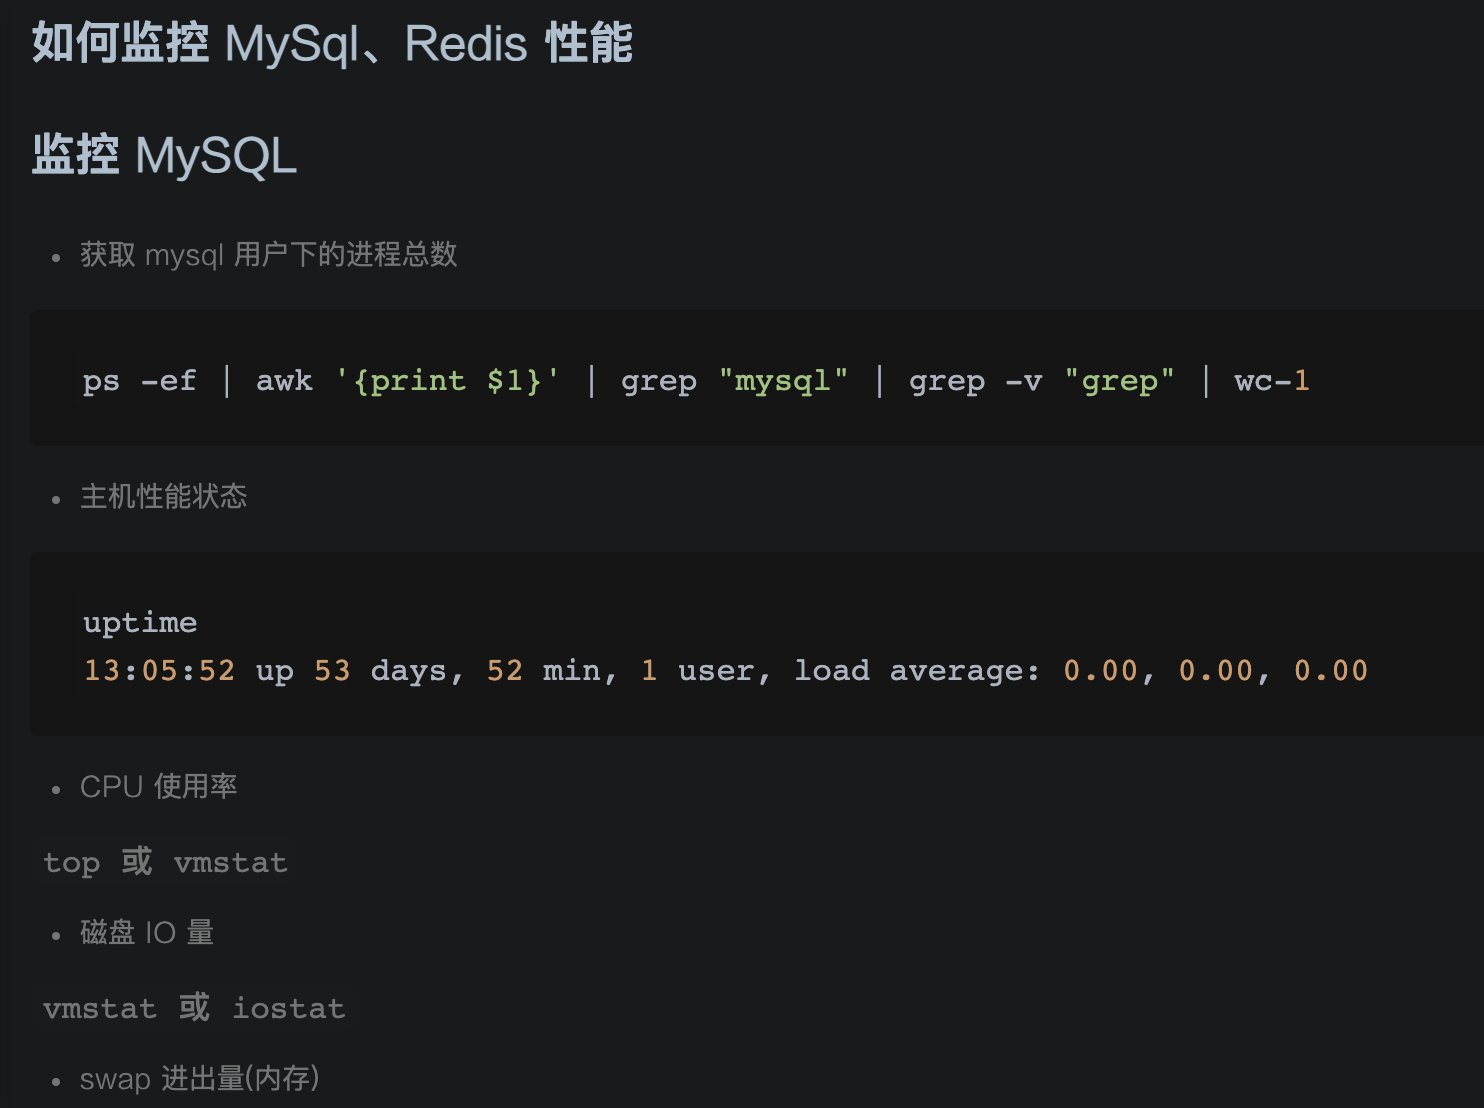 如何监控 MySql、Redis 性能
监控 MySQL
• 获取 mysql 用户下的进程总数
ps -ef | awk '{print $1}' | grep "mysql" | grep -v "grep" | wc-1
• 主机性能状态
uptime
13:05:52 up 53 days, 52 min, 1 user, load average: 0.00, 0.00, 0.00
• CPU 使用率
top 或 vmstat
• 磁盘 IO 量
vmstat 或 iostat
• swap 进出量(内存)